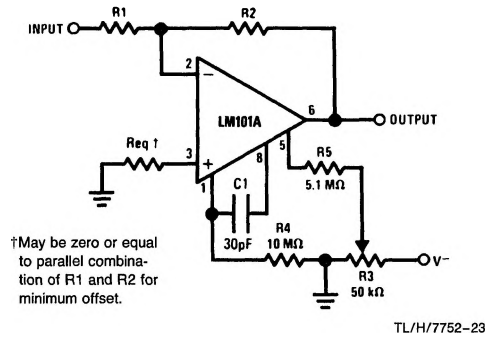 R1
R2
INPUT
2
−
LM101A
6
OUTPUT
Req †
3
+
5
R5
5.1 MΩ
8
1
C1
30pF
R4
10 MΩ
V−
R3
50 kΩ
†May be zero or equal
to parallel combina-
tion of R1 and R2 for
minimum offset.
TL/H/7752–23